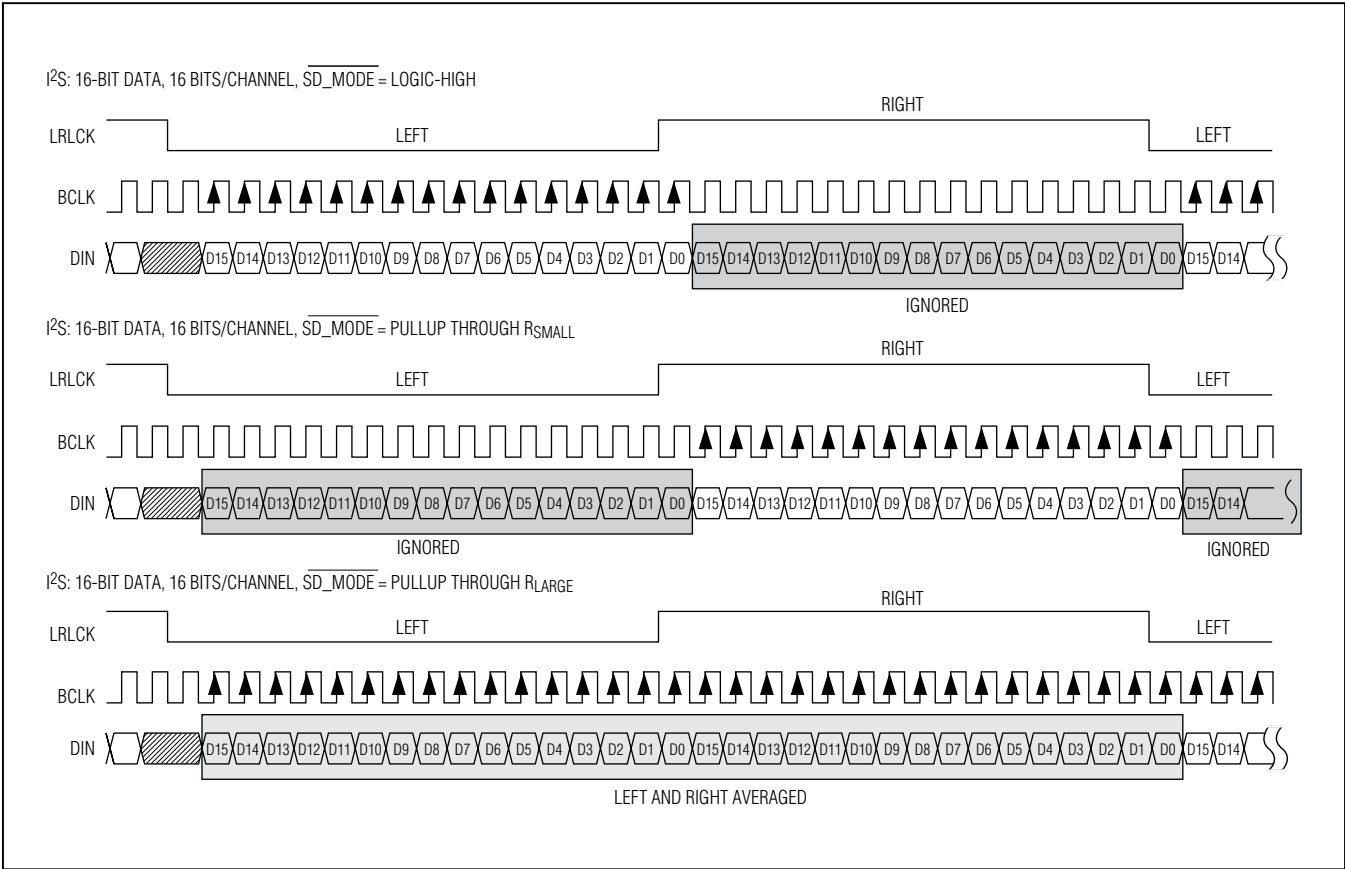 I²S: 16-BIT DATA, 16 BITS/CHANNEL, SD_MODE = LOGIC-HIGH
RIGHT
LRLCK LEFT LEFT
BCLK
DIN D15 D14 D13 D12 D11 D10 D9 D8 D7 D6 D5 D4 D3 D2 D1 D0 D15 D14 D13 D12 D11 D10 D9 D8 D7 D6 D5 D4 D3 D2 D1 D0 D15 D14
IGNORED
I²S: 16-BIT DATA, 16 BITS/CHANNEL, SD_MODE = PULLUP THROUGH RSMALL
RIGHT
LRLCK LEFT LEFT
BCLK
DIN D15 D14 D13 D12 D11 D10 D9 D8 D7 D6 D5 D4 D3 D2 D1 D0 D15 D14 D13 D12 D11 D10 D9 D8 D7 D6 D5 D4 D3 D2 D1 D0 D15 D14
IGNORED IGNORED
I²S: 16-BIT DATA, 16 BITS/CHANNEL, SD_MODE = PULLUP THROUGH RLARGE
RIGHT
LRLCK LEFT LEFT
BCLK
DIN D15 D14 D13 D12 D11 D10 D9 D8 D7 D6 D5 D4 D3 D2 D1 D0 D15 D14 D13 D12 D11 D10 D9 D8 D7 D6 D5 D4 D3 D2 D1 D0 D15 D14
LEFT AND RIGHT AVERAGED